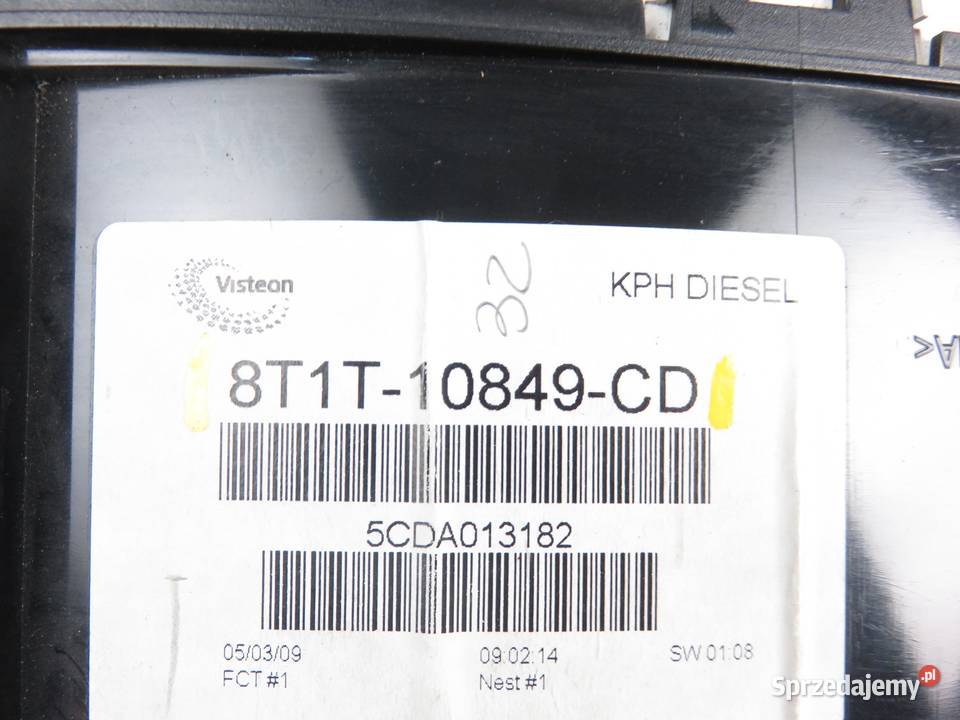 Visteon
32
KPH DIESEL
8T1T-10849-CD
5CDA013182
05/03/09 09:02:14 SW 01:08
FCT #1 Nest #1
Sprzedajemy.pl